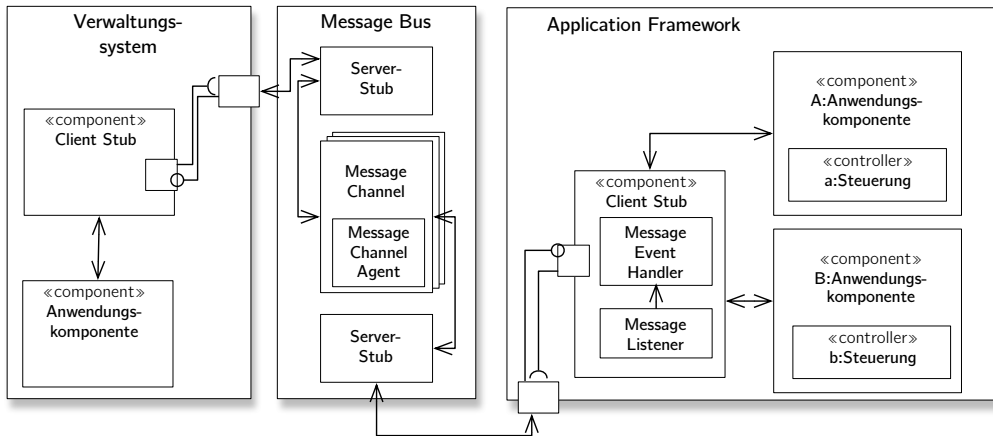 Verwaltungs-
system
«component»
Client Stub
«component»
Anwendungs-
komponente
Message Bus
Server-
Stub
Message
Channel
Message
Channel
Agent
Server-
Stub
Application Framework
«component»
Client Stub
Message
Event
Handler
Message
Listener
«component»
A:Anwendungs-
komponente
«controller»
a:Steuerung
«component»
B:Anwendungs-
komponente
«controller»
b:Steuerung